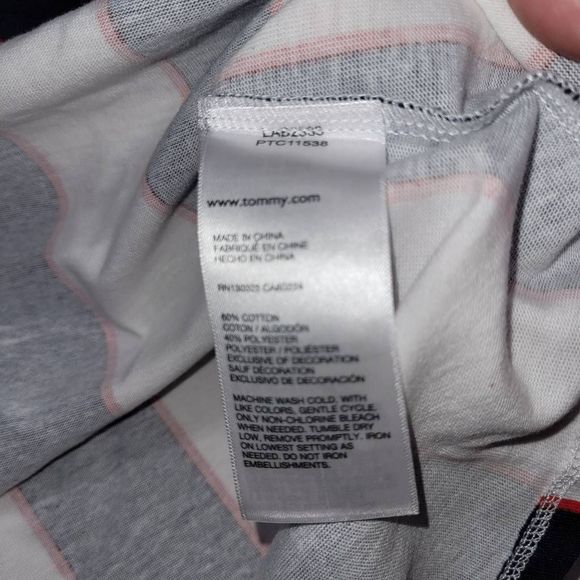 PTC11538
www.tommy.com
MADE IN CHINA
FABRIQUÉ EN CHINE
HECHO EN CHINA
60% COTTON
COTON / ALGODÓN
40% POLYESTER
POLYESTER / POLIÉSTER
EXCLUSIVE OF DECORATION
SAUF DÉCORATION
EXCLUSIVO DE DECORACIÓN
MACHINE WASH COLD, WITH
LIKE COLORS, GENTLE CYCLE.
ONLY NON-CHLORINE BLEACH
WHEN NEEDED. TUMBLE DRY
LOW, REMOVE PROMPTLY. IRON
ON LOWEST SETTING AS
NEEDED. DO NOT IRON
EMBELLISHMENTS.